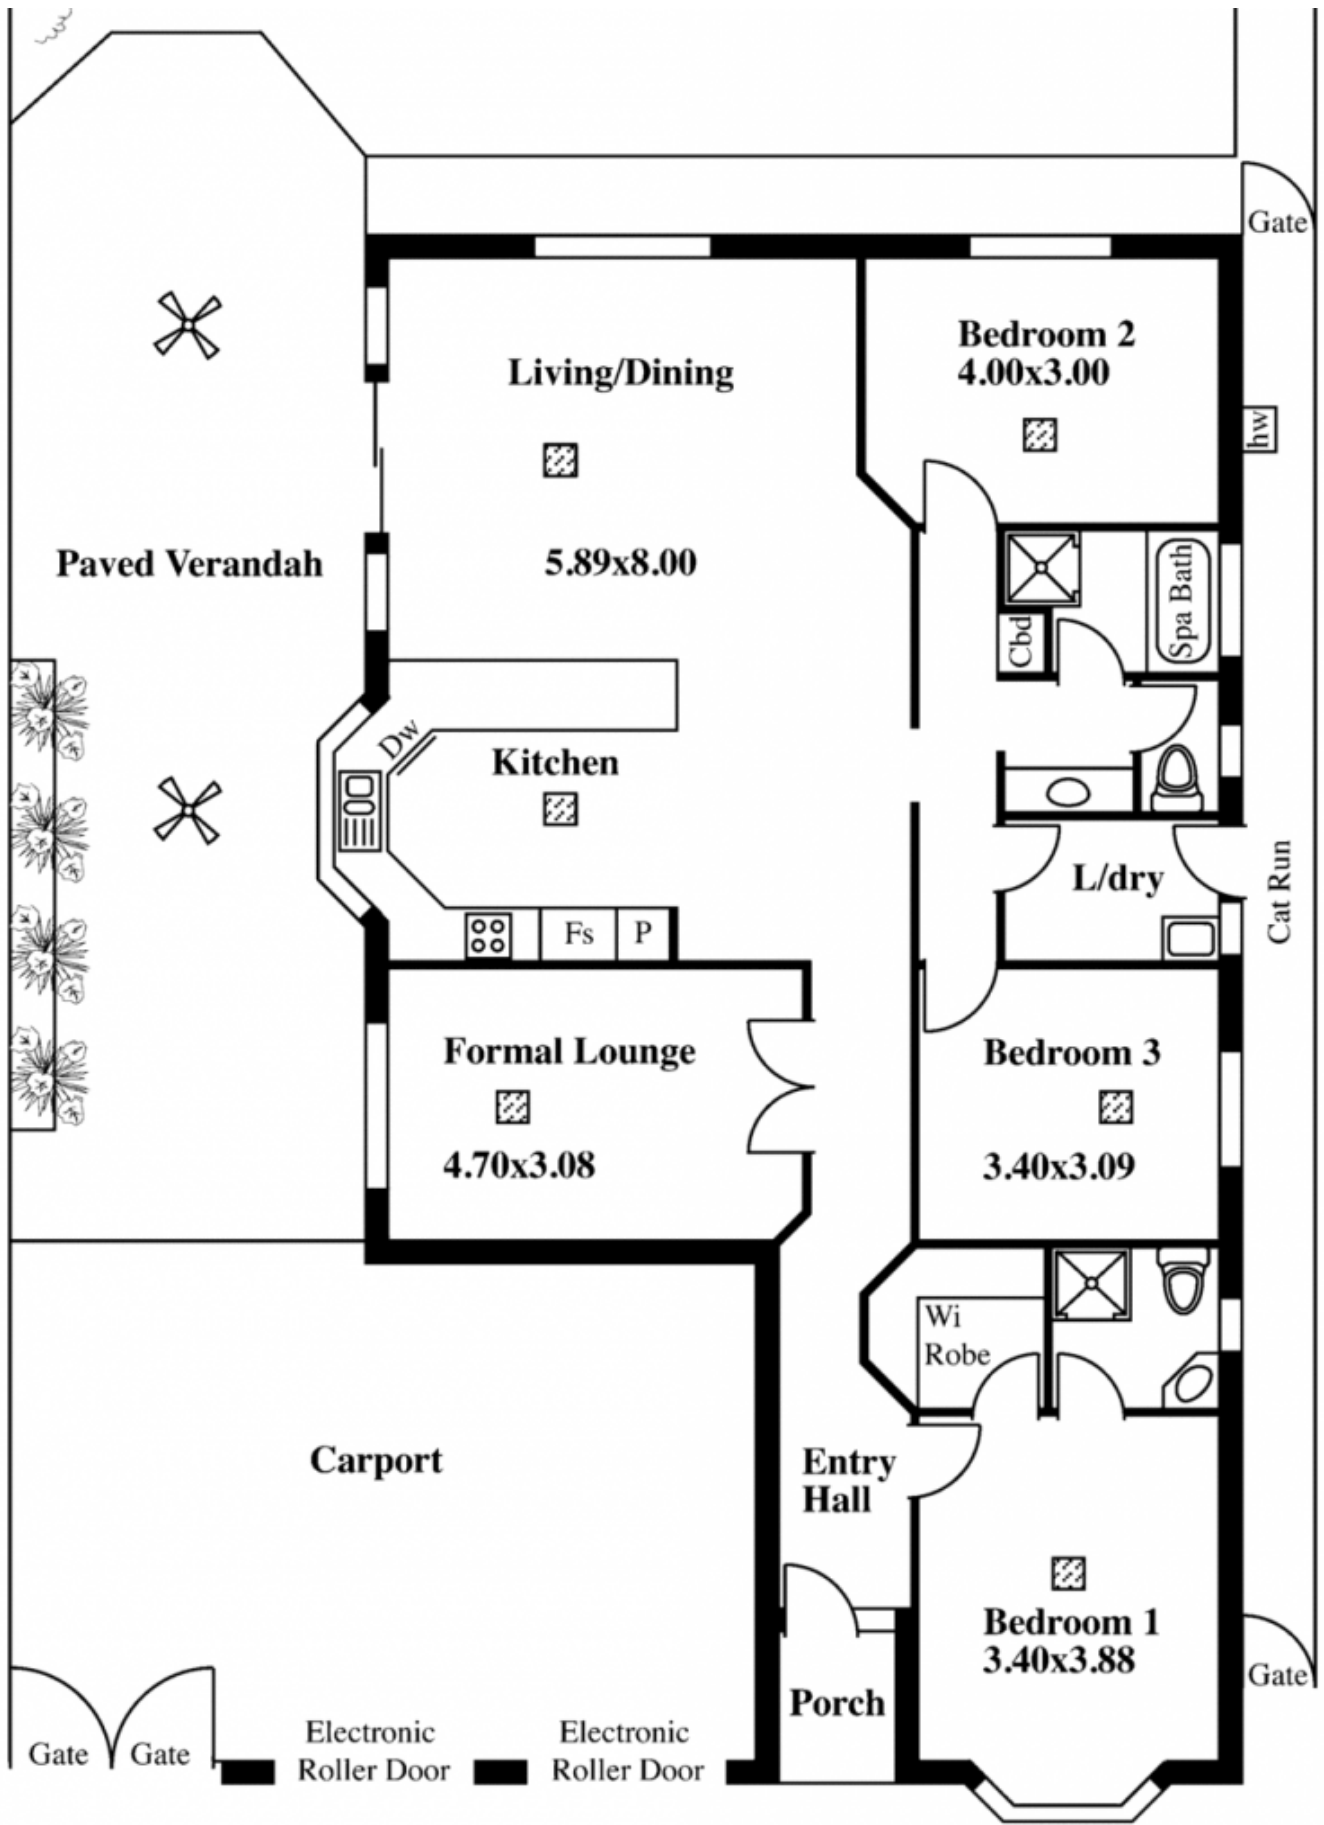 Gate
Bedroom 2
4.00x3.00
Living/Dining
hw
Paved Verandah
5.89x8.00
Spa Bath
Cbd
Dw
Kitchen
L/dry
Cat Run
Fs
P
Formal Lounge
4.70x3.08
Bedroom 3
3.40x3.09
Wi
Robe
Carport
Entry
Hall
Bedroom 1
3.40x3.88
Gate
Porch
Gate
Gate
Electronic
Roller Door
Electronic
Roller Door